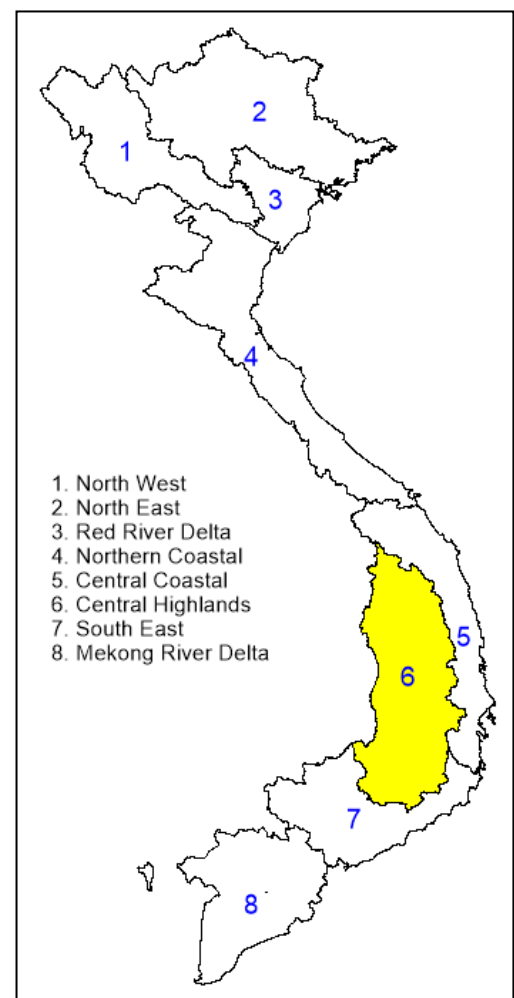 2
1
3
4
1. North West
2. North East
3. Red River Delta
4. Northern Coastal
5. Central Coastal
6. Central Highlands
7. South East
8. Mekong River Delta
5
6
7
8